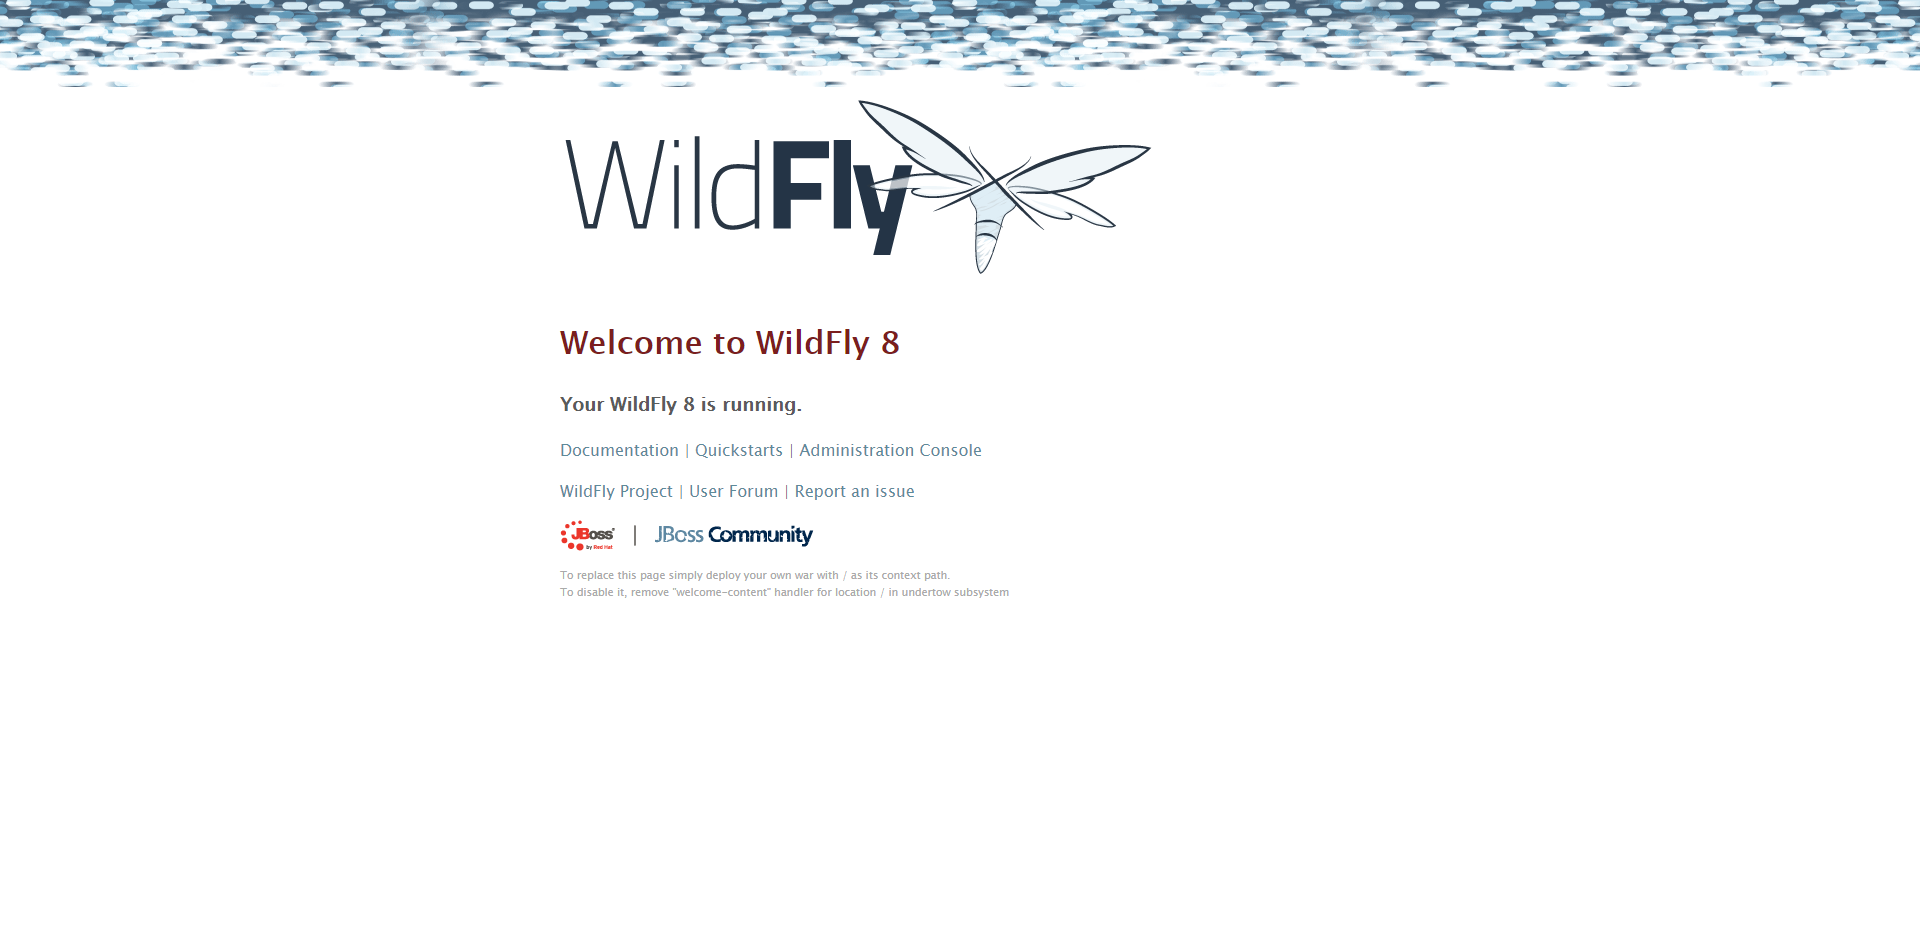 WildFly
Welcome to WildFly 8
Your WildFly 8 is running.
Documentation | Quickstarts | Administration Console
WildFly Project | User Forum | Report an issue
JBoss by Red Hat | JBoss Community
To replace this page simply deploy your own war with / as its context path.
To disable it, remove "welcome-content" handler for location / in undertow subsystem